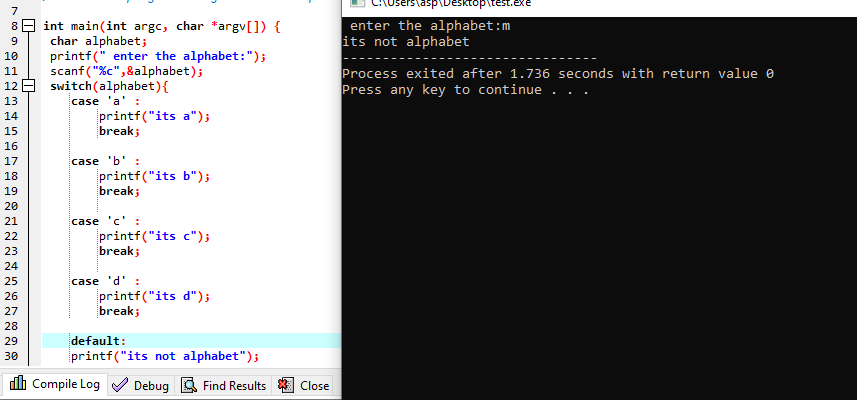 7
8 int main(int argc, char *argv[]) {
9 char alphabet;
10 printf(" enter the alphabet:");
11 scanf("%c",&alphabet);
12 switch(alphabet){
13 case 'a' :
14 printf("its a");
15 break;
16
17 case 'b' :
18 printf("its b");
19 break;
20
21 case 'c' :
22 printf("its c");
23 break;
24
25 case 'd' :
26 printf("its d");
27 break;
28
29 default:
30 printf("its not alphabet");
Compile Log Debug Find Results Close
C:\Users\asp\Desktop\test.exe
enter the alphabet:m
its not alphabet
--------------------------------
Process exited after 1.736 seconds with return value 0
Press any key to continue . . .